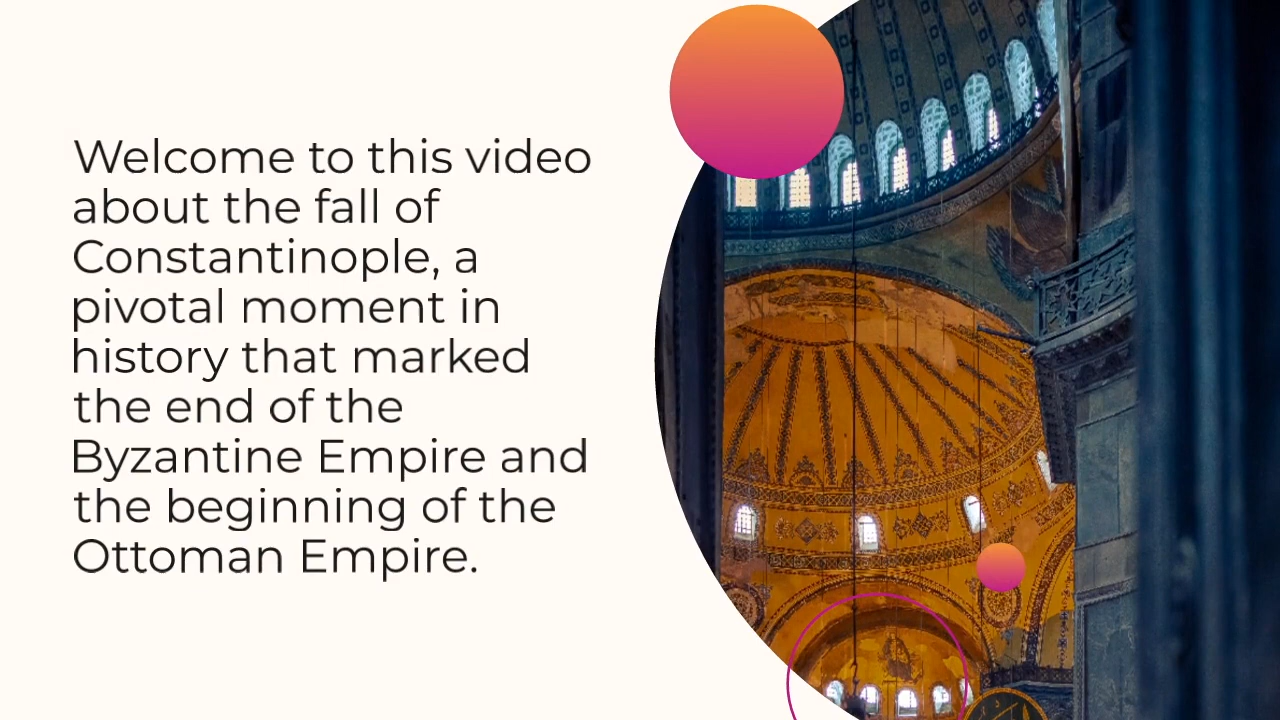 Welcome to this video
about the fall of
Constantinople, a
pivotal moment in
history that marked
the end of the
Byzantine Empire and
the beginning of the
Ottoman Empire.